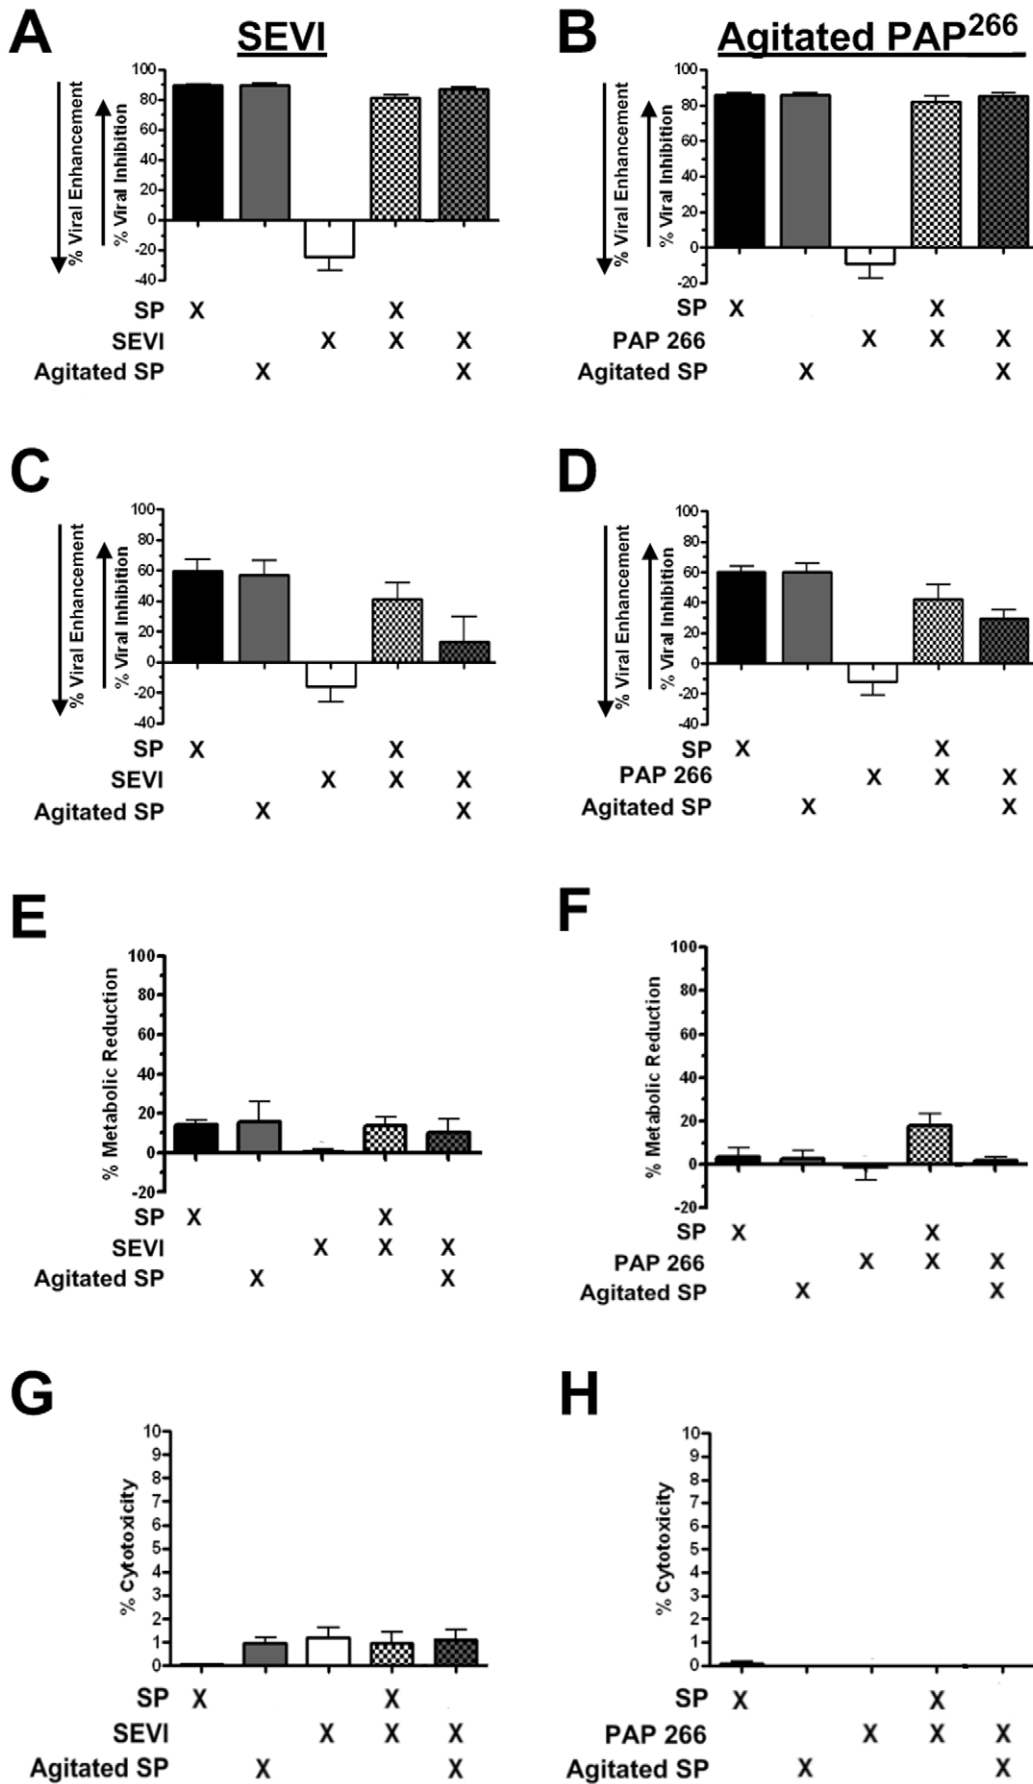 A
SEVI
% Viral Enhancement
% Viral Inhibition
100
80
60
40
20
0
-20
-40
SP X X
SEVI X X X
Agitated SP X X
B
Agitated PAP266
% Viral Enhancement
% Viral Inhibition
100
80
60
40
20
0
-20
SP X X
PAP 266 X X X
Agitated SP X X
C
% Viral Enhancement
% Viral Inhibition
100
80
60
40
20
0
-20
-40
SP X X
SEVI X X X
Agitated SP X X
D
% Viral Enhancement
% Viral Inhibition
100
80
60
40
20
0
-20
-40
SP X X
PAP 266 X X X
Agitated SP X X
E
% Metabolic Reduction
100
80
60
40
20
0
-20
SP X X
SEVI X X X
Agitated SP X X
F
% Metabolic Reduction
100
80
60
40
20
0
-20
SP X X
PAP 266 X X X
Agitated SP X X
G
% Cytotoxicity
10
9
8
7
6
5
4
3
2
1
0
SP X X
SEVI X X X
Agitated SP X X
H
% Cytotoxicity
10
9
8
7
6
5
4
3
2
1
0
SP X X
PAP 266 X X X
Agitated SP X X